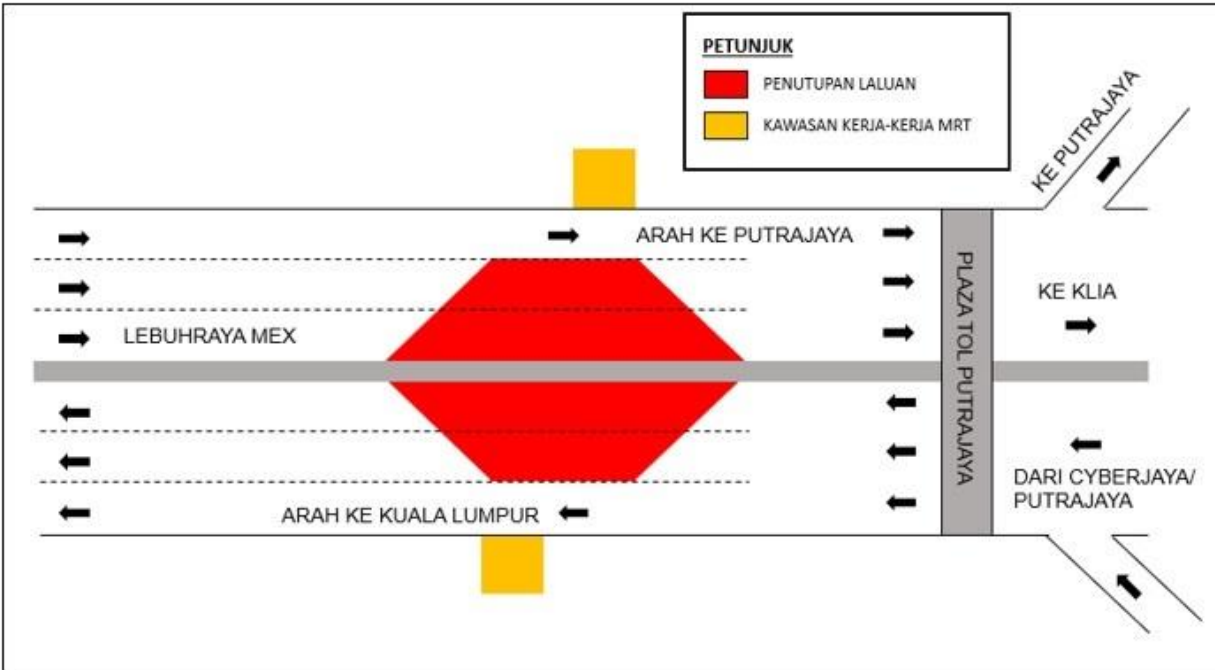 PETUNJUK
PENUTUPAN LALUAN
KAWASAN KERJA-KERJA MRT
KE PUTRAJAYA
ARAH KE PUTRAJAYA
PLAZA TOL PUTRAJAYA
KE KLIA
LEBUHRAYA MEX
DARI CYBERJAYA/
PUTRAJAYA
ARAH KE KUALA LUMPUR